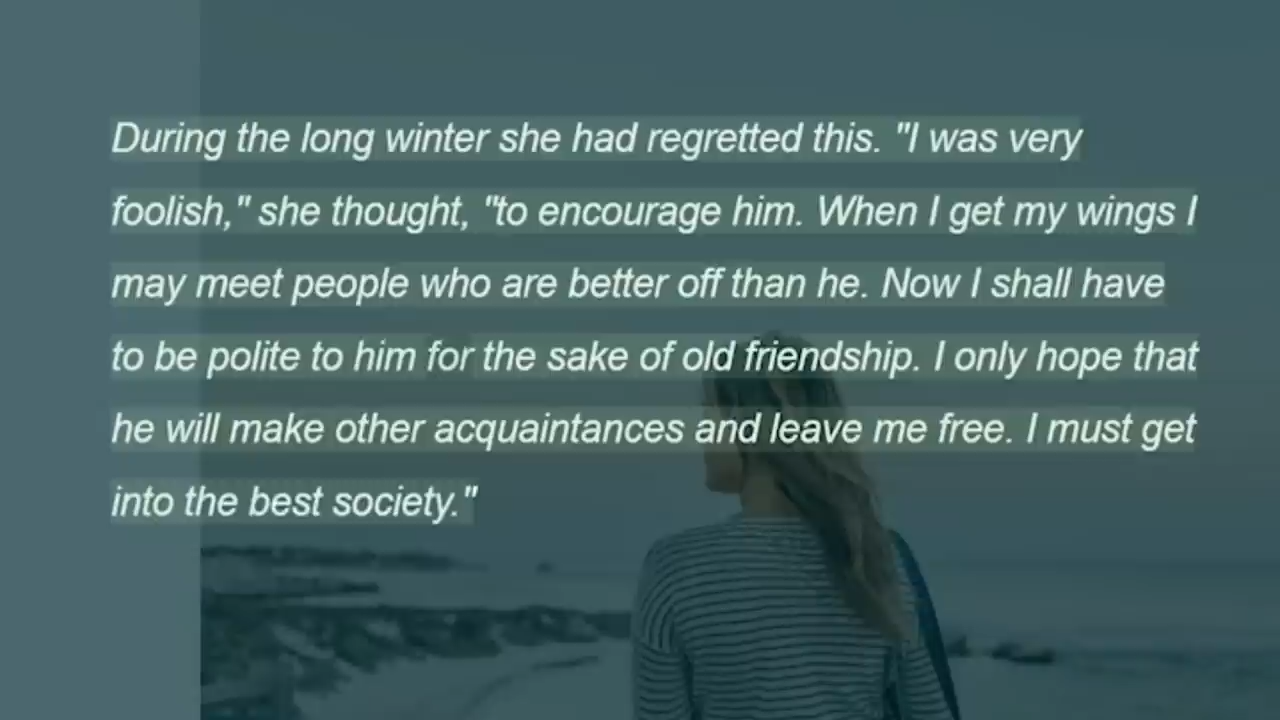 During the long winter she had regretted this. "I was very
foolish," she thought, "to encourage him. When I get my wings I
may meet people who are better off than he. Now I shall have
to be polite to him for the sake of old friendship. I only hope that
he will make other acquaintances and leave me free. I must get
into the best society."